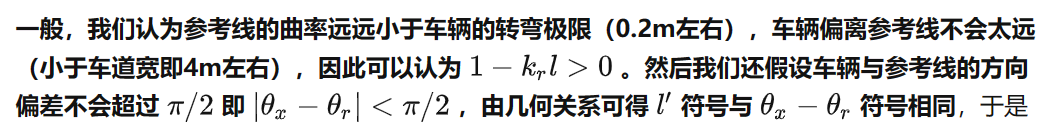 一般，我们认为参考线的曲率远远小于车辆的转弯极限（0.2m左右），车辆偏离参考线不会太远
（小于车道宽即4m左右），因此可以认为 1 − kᵣl > 0 。然后我们还假设车辆与参考线的方向
偏差不会超过 π/2 即 |θₓ − θᵣ| < π/2 ，由几何关系可得 l′ 符号与 θₓ − θᵣ 符号相同，于是